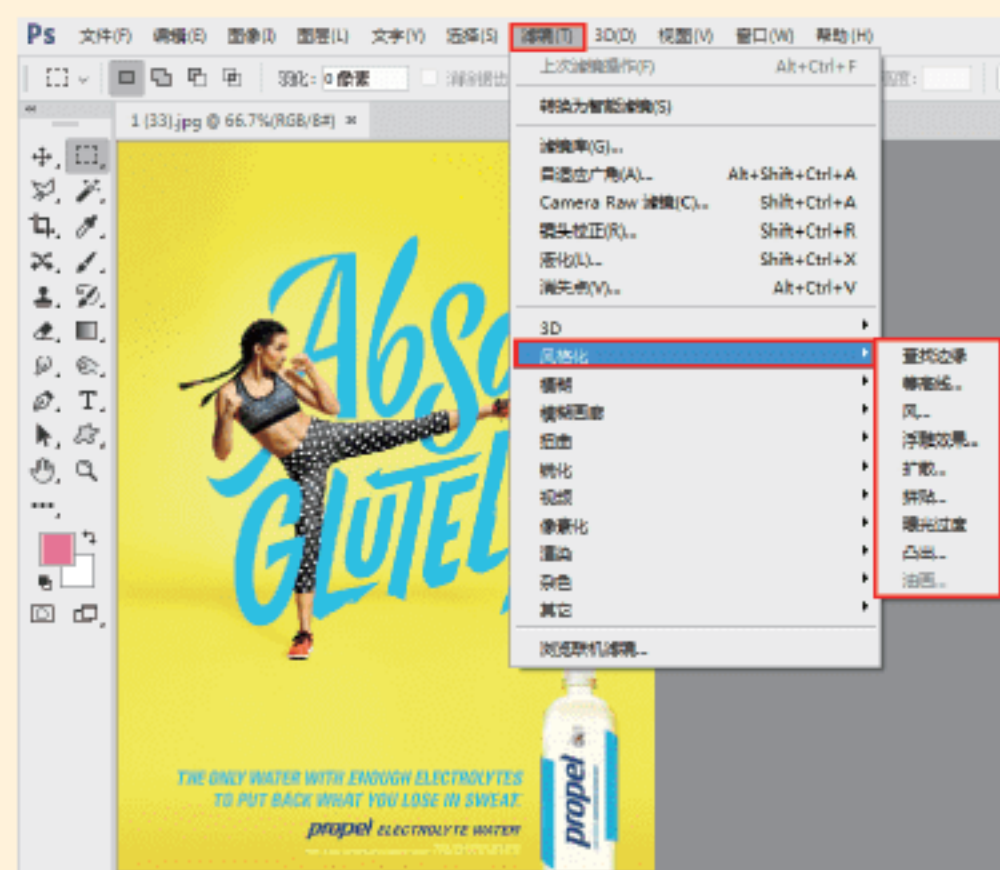 Ps 文件(F) 编辑(E) 图像(I) 图层(L) 文字(Y) 选择(S) 滤镜(T) 3D(D) 视图(V) 窗口(W) 帮助(H)
羽化: 0 像素 消除锯齿
1 (33).jpg @ 66.7%(RGB/8#) ×
上次滤镜操作(F) Alt+Ctrl+F
转换为智能滤镜(S)
滤镜库(G)...
自适应广角(A)... Alt+Shift+Ctrl+A
Camera Raw 滤镜(C)... Shift+Ctrl+A
镜头校正(R)... Shift+Ctrl+R
液化(L)... Shift+Ctrl+X
消失点(V)... Alt+Ctrl+V
3D
风格化
模糊
模糊画廊
扭曲
锐化
视频
像素化
渲染
杂色
其它
浏览联机滤镜...
查找边缘
等高线...
风...
浮雕效果...
扩散...
拼贴...
曝光过度
凸出...
油画...
Abso
GLUTEL
THE ONLY WATER WITH ENOUGH ELECTROLYTES
TO PUT BACK WHAT YOU LOSE IN SWEAT.
propel ELECTROLYTE WATER
propel